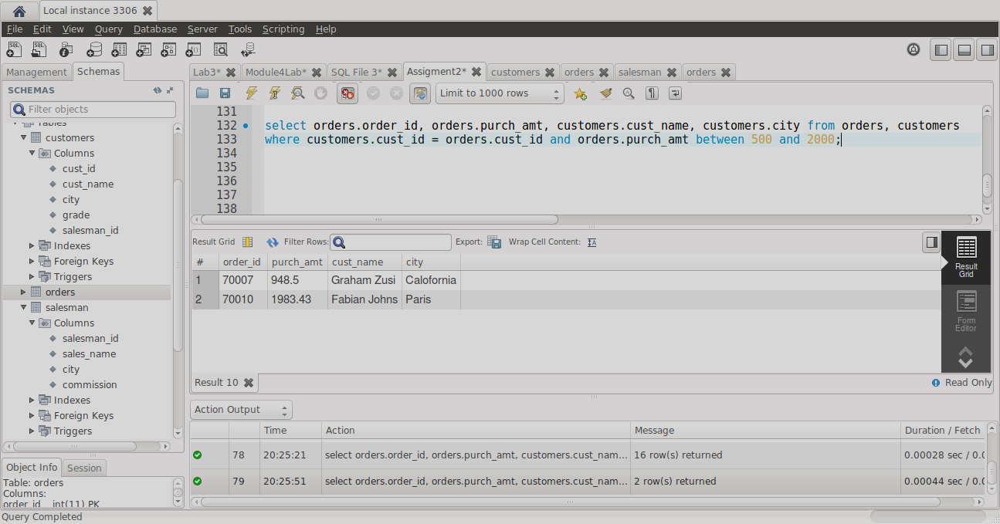 Local instance 3306
File Edit View Query Database Server Tools Scripting Help
Management Schemas
Lab3* Module4Lab* SQL File 3* Assigment2* customers orders salesman orders
SCHEMAS
Filter objects
Tables
customers
Columns
cust_id
cust_name
city
grade
salesman_id
Indexes
Foreign Keys
Triggers
orders
salesman
Columns
salesman_id
sales_name
city
commission
Indexes
Foreign Keys
Triggers
Object Info Session
Table: orders
Columns:
order_id int(11) PK
Query Completed
Limit to 1000 rows
131
132 select orders.order_id, orders.purch_amt, customers.cust_name, customers.city from orders, customers
133 where customers.cust_id = orders.cust_id and orders.purch_amt between 500 and 2000;
134
135
136
137
138
Result Grid Filter Rows: Export: Wrap Cell Content:
# order_id purch_amt cust_name city
1 70007 948.5 Graham Zusi Calofornia
2 70010 1983.43 Fabian Johns Paris
Result Grid
Form Editor
Result 10
Read Only
Action Output
Time Action Message Duration / Fetch
78 20:25:21 select orders.order_id, orders.purch_amt, customers.cust_nam... 16 row(s) returned 0.00028 sec / 0.0
79 20:25:51 select orders.order_id, orders.purch_amt, customers.cust_nam... 2 row(s) returned 0.00044 sec / 0.0